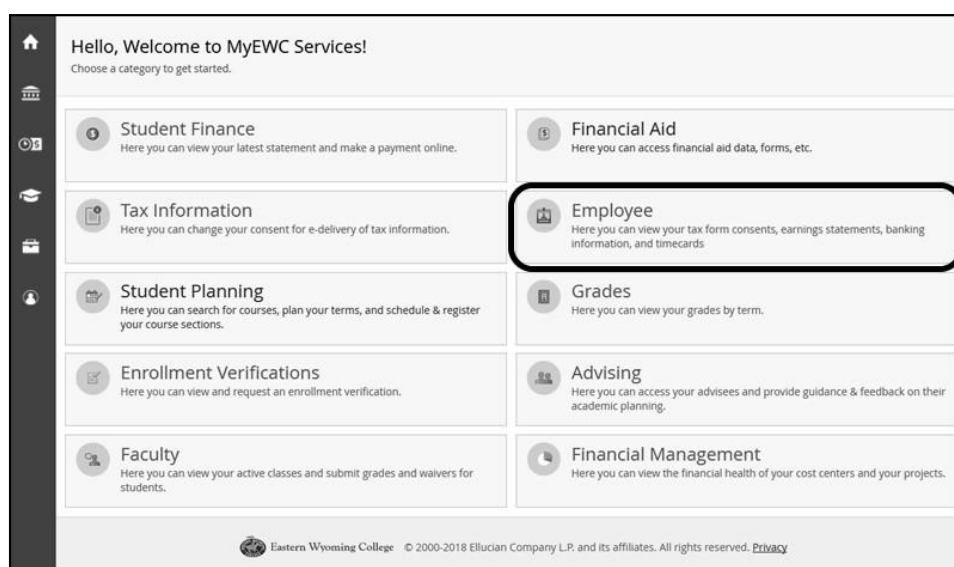 Hello, Welcome to MyEWC Services!
Choose a category to get started.
Student Finance
Here you can view your latest statement and make a payment online.
Financial Aid
Here you can access financial aid data, forms, etc.
Tax Information
Here you can change your consent for e-delivery of tax information.
Employee
Here you can view your tax form consents, earnings statements, banking
information, and timecards
Student Planning
Here you can search for courses, plan your terms, and schedule & register
your course sections.
Grades
Here you can view your grades by term.
Enrollment Verifications
Here you can view and request an enrollment verification.
Advising
Here you can access your advisees and provide guidance & feedback on their
academic planning.
Faculty
Here you can view your active classes and submit grades and waivers for
students.
Financial Management
Here you can view the financial health of your cost centers and your projects.
Eastern Wyoming College © 2000-2018 Ellucian Company L.P. and its affiliates. All rights reserved. Privacy